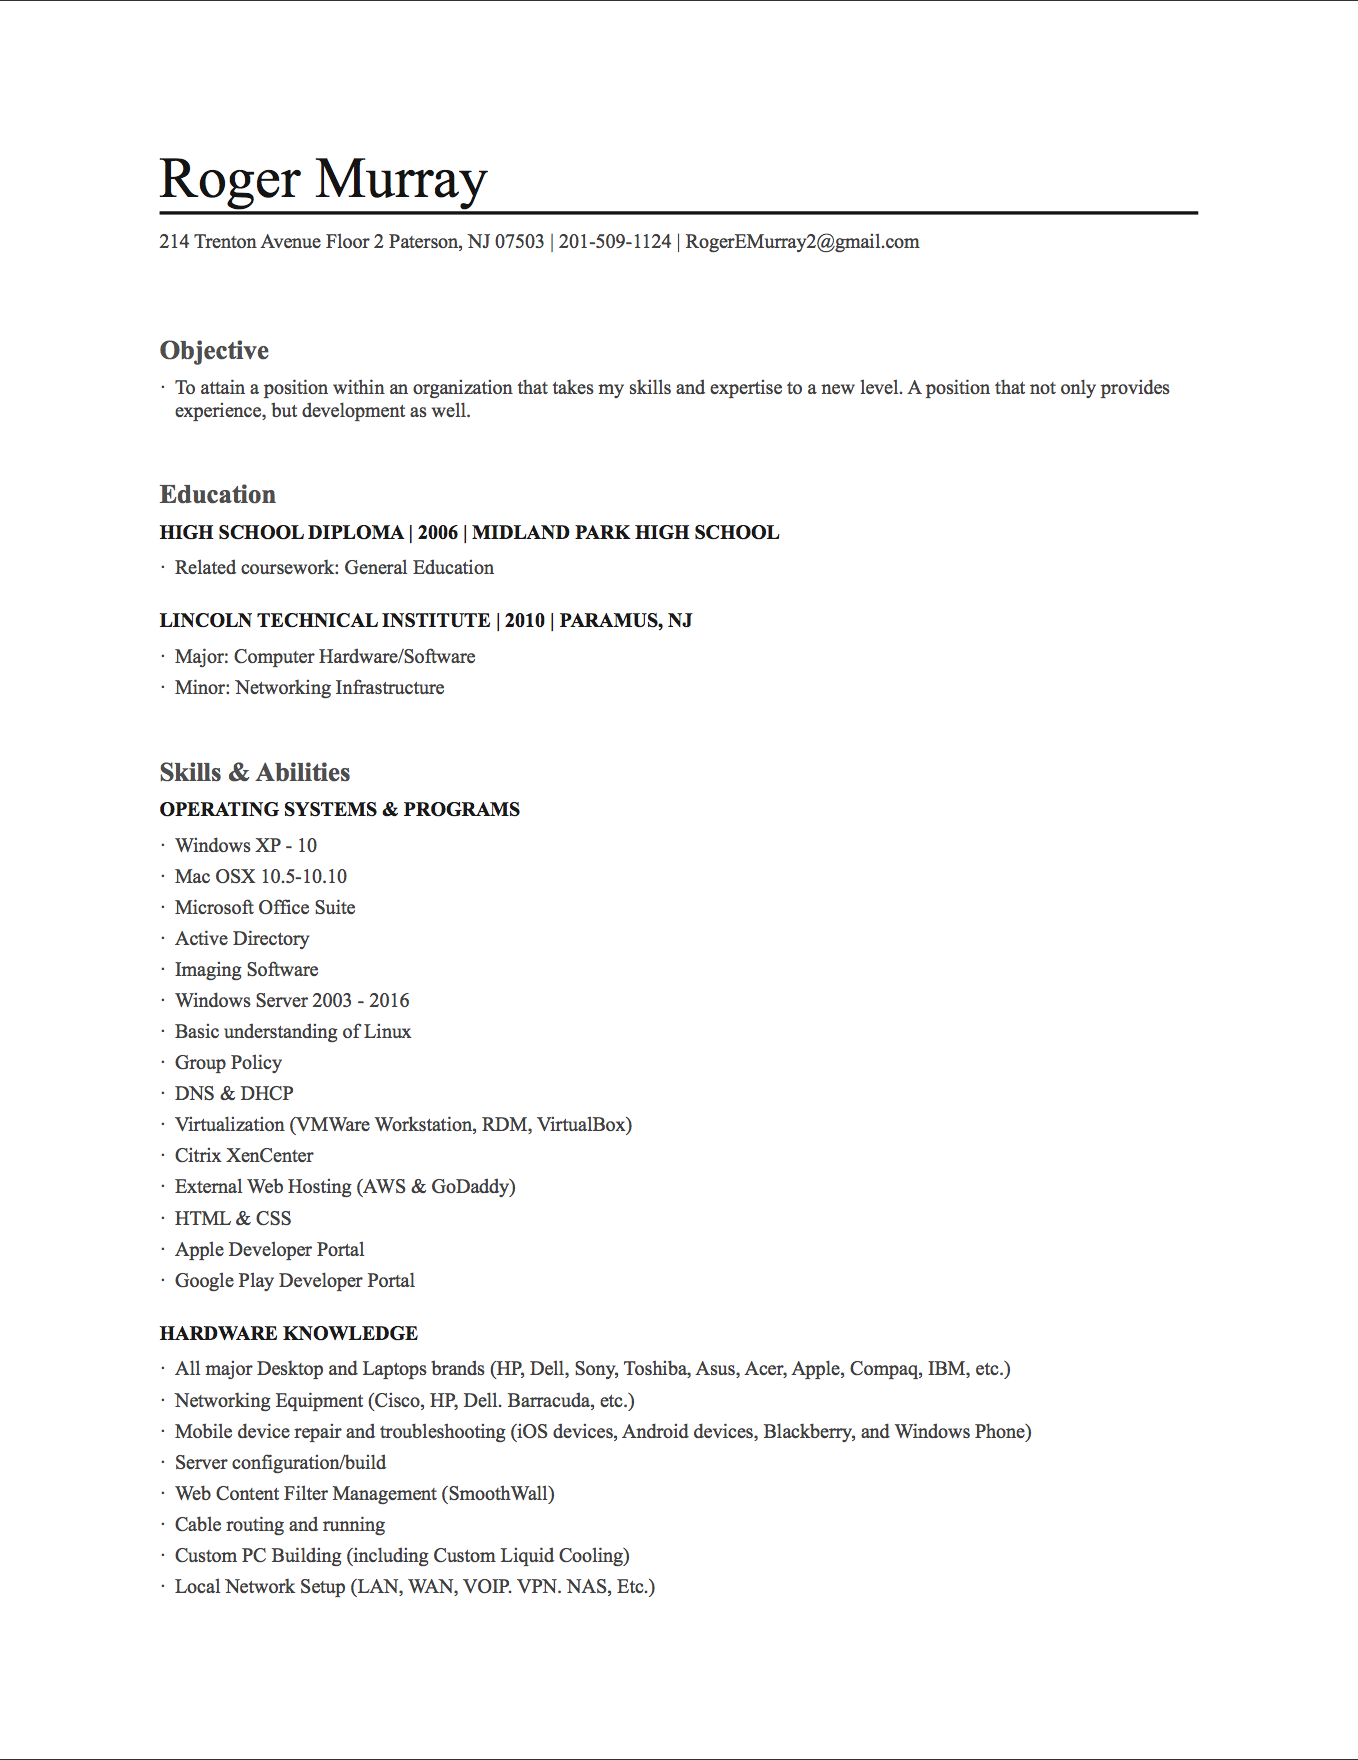 Roger Murray
214 Trenton Avenue Floor 2 Paterson, NJ 07503 | 201-509-1124 | RogerEMurray2@gmail.com
Objective
· To attain a position within an organization that takes my skills and expertise to a new level. A position that not only provides
experience, but development as well.
Education
HIGH SCHOOL DIPLOMA | 2006 | MIDLAND PARK HIGH SCHOOL
· Related coursework: General Education
LINCOLN TECHNICAL INSTITUTE | 2010 | PARAMUS, NJ
· Major: Computer Hardware/Software
· Minor: Networking Infrastructure
Skills & Abilities
OPERATING SYSTEMS & PROGRAMS
· Windows XP - 10
· Mac OSX 10.5-10.10
· Microsoft Office Suite
· Active Directory
· Imaging Software
· Windows Server 2003 - 2016
· Basic understanding of Linux
· Group Policy
· DNS & DHCP
· Virtualization (VMWare Workstation, RDM, VirtualBox)
· Citrix XenCenter
· External Web Hosting (AWS & GoDaddy)
· HTML & CSS
· Apple Developer Portal
· Google Play Developer Portal
HARDWARE KNOWLEDGE
· All major Desktop and Laptops brands (HP, Dell, Sony, Toshiba, Asus, Acer, Apple, Compaq, IBM, etc.)
· Networking Equipment (Cisco, HP, Dell. Barracuda, etc.)
· Mobile device repair and troubleshooting (iOS devices, Android devices, Blackberry, and Windows Phone)
· Server configuration/build
· Web Content Filter Management (SmoothWall)
· Cable routing and running
· Custom PC Building (including Custom Liquid Cooling)
· Local Network Setup (LAN, WAN, VOIP. VPN. NAS, Etc.)